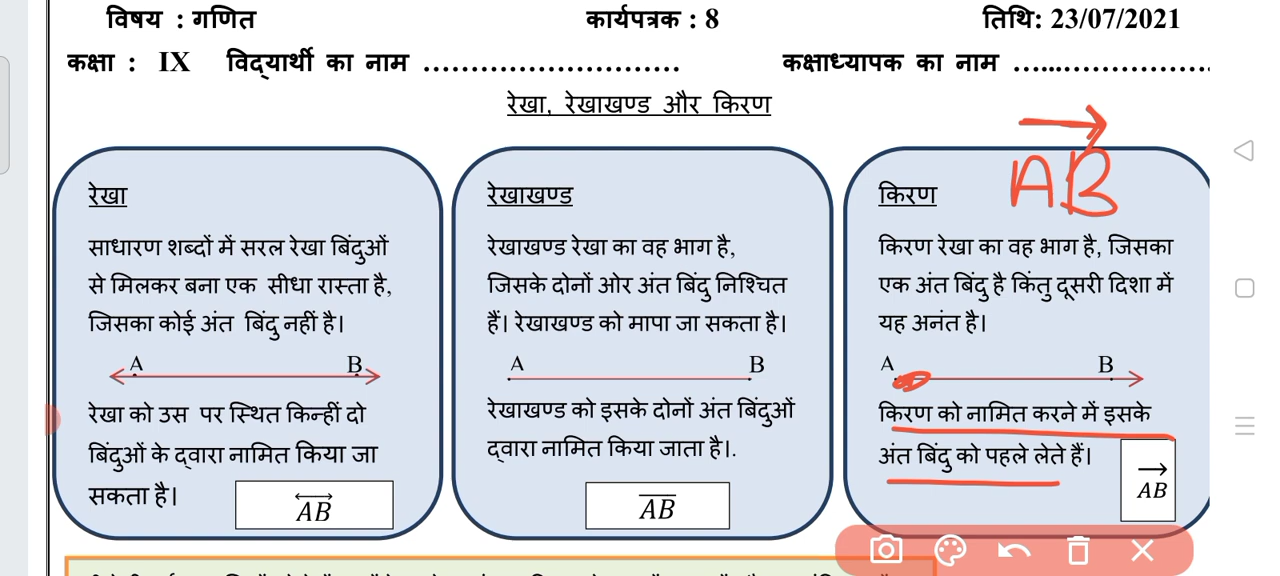 विषय : गणित कार्यपत्रक : 8 तिथि: 23/07/2021
कक्षा : IX विद्यार्थी का नाम ........................... कक्षाध्यापक का नाम ......................
रेखा, रेखाखण्ड और किरण
रेखा
साधारण शब्दों में सरल रेखा बिंदुओं
से मिलकर बना एक सीधा रास्ता है,
जिसका कोई अंत बिंदु नहीं है।
A B
रेखा को उस पर स्थित किन्हीं दो
बिंदुओं के द्वारा नामित किया जा
सकता है।
AB
रेखाखण्ड
रेखाखण्ड रेखा का वह भाग है,
जिसके दोनों ओर अंत बिंदु निश्चित
हैं। रेखाखण्ड को मापा जा सकता है।
A B
रेखाखण्ड को इसके दोनों अंत बिंदुओं
द्वारा नामित किया जाता है।.
AB
AB
किरण
किरण रेखा का वह भाग है, जिसका
एक अंत बिंदु है किंतु दूसरी दिशा में
यह अनंत है।
A B
किरण को नामित करने में इसके
अंत बिंदु को पहले लेते हैं।
AB